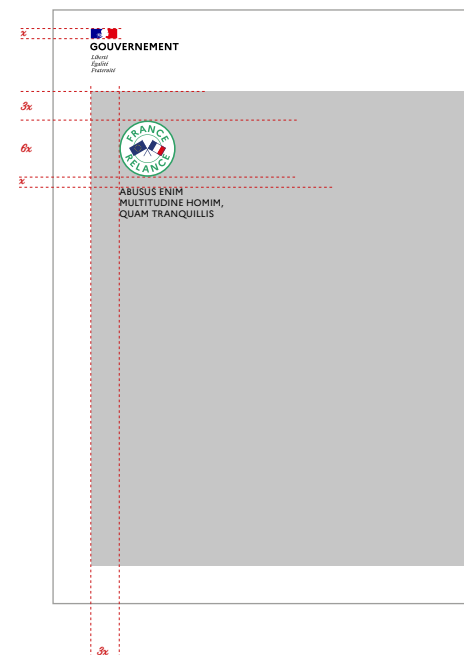 x
GOUVERNEMENT
Liberté
Égalité
Fraternité
3x
6x
FRANCE
RELANCE
x
ABUSUS ENIM
MULTITUDINE HOMIM,
QUAM TRANQUILLIS
3x